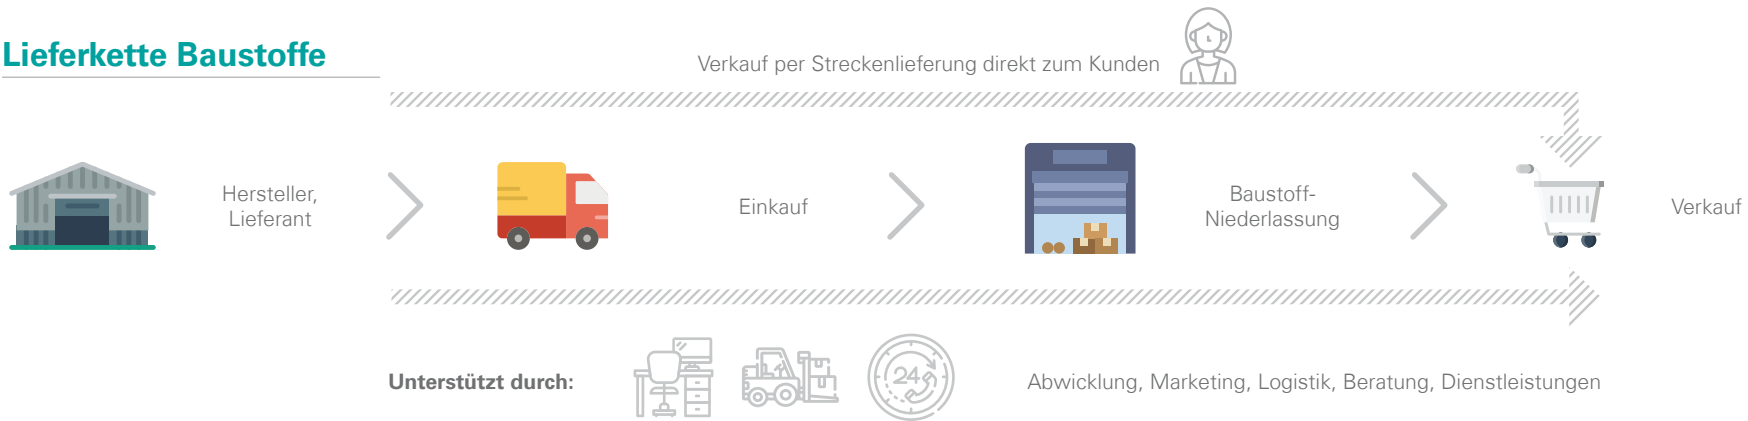 Lieferkette Baustoffe
Verkauf per Streckenlieferung direkt zum Kunden
Hersteller,
Lieferant
Einkauf
Baustoff-
Niederlassung
Verkauf
Unterstützt durch:
24
Abwicklung, Marketing, Logistik, Beratung, Dienstleistungen